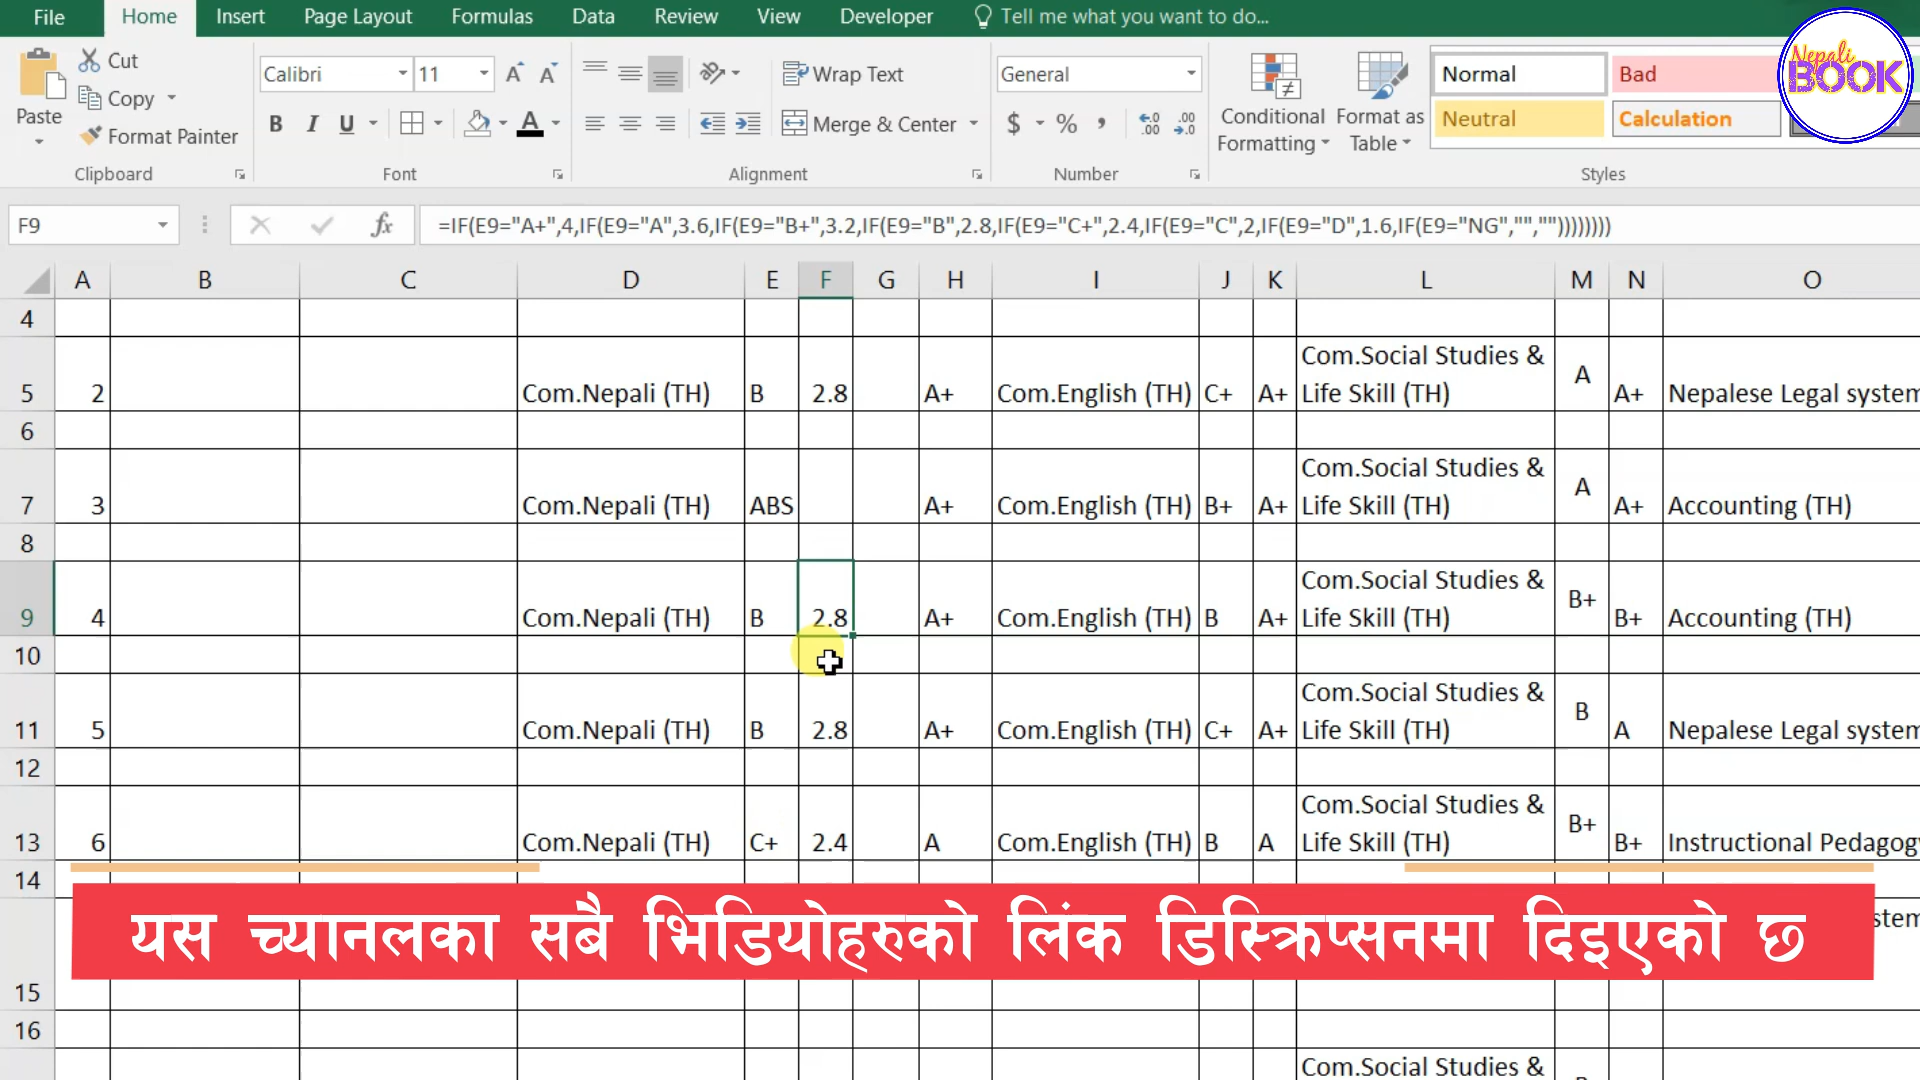 File Home Insert Page Layout Formulas Data Review View Developer Tell me what you want to do...
Nepali
BOOK
Cut
Copy
Format Painter
Paste
Clipboard
Calibri 11
B I U
Font
Wrap Text
Merge & Center
Alignment
General
$ % ,
Number
Conditional
Formatting
Format as
Table
Normal Bad
Neutral Calculation
Styles
F9 fx =IF(E9="A+",4,IF(E9="A",3.6,IF(E9="B+",3.2,IF(E9="B",2.8,IF(E9="C+",2.4,IF(E9="C",2,IF(E9="D",1.6,IF(E9="NG","",""))))))))
A B C D E F G H I J K L M N O
4
5 2 Com.Nepali (TH) B 2.8 A+ Com.English (TH) C+ A+ Com.Social Studies & Life Skill (TH) A A+ Nepalese Legal system
6
7 3 Com.Nepali (TH) ABS A+ Com.English (TH) B+ A+ Com.Social Studies & Life Skill (TH) A A+ Accounting (TH)
8
9 4 Com.Nepali (TH) B 2.8 A+ Com.English (TH) B A+ Com.Social Studies & Life Skill (TH) B+ B+ Accounting (TH)
10
11 5 Com.Nepali (TH) B 2.8 A+ Com.English (TH) C+ A+ Com.Social Studies & Life Skill (TH) B A Nepalese Legal system
12
13 6 Com.Nepali (TH) C+ 2.4 A Com.English (TH) B A Com.Social Studies & Life Skill (TH) B+ B+ Instructional Pedagogy
14
यस च्यानलका सबै भिडियोहरुको लिंक डिस्क्रिप्सनमा दिइएको छ
15
16
Com.Social Studies &